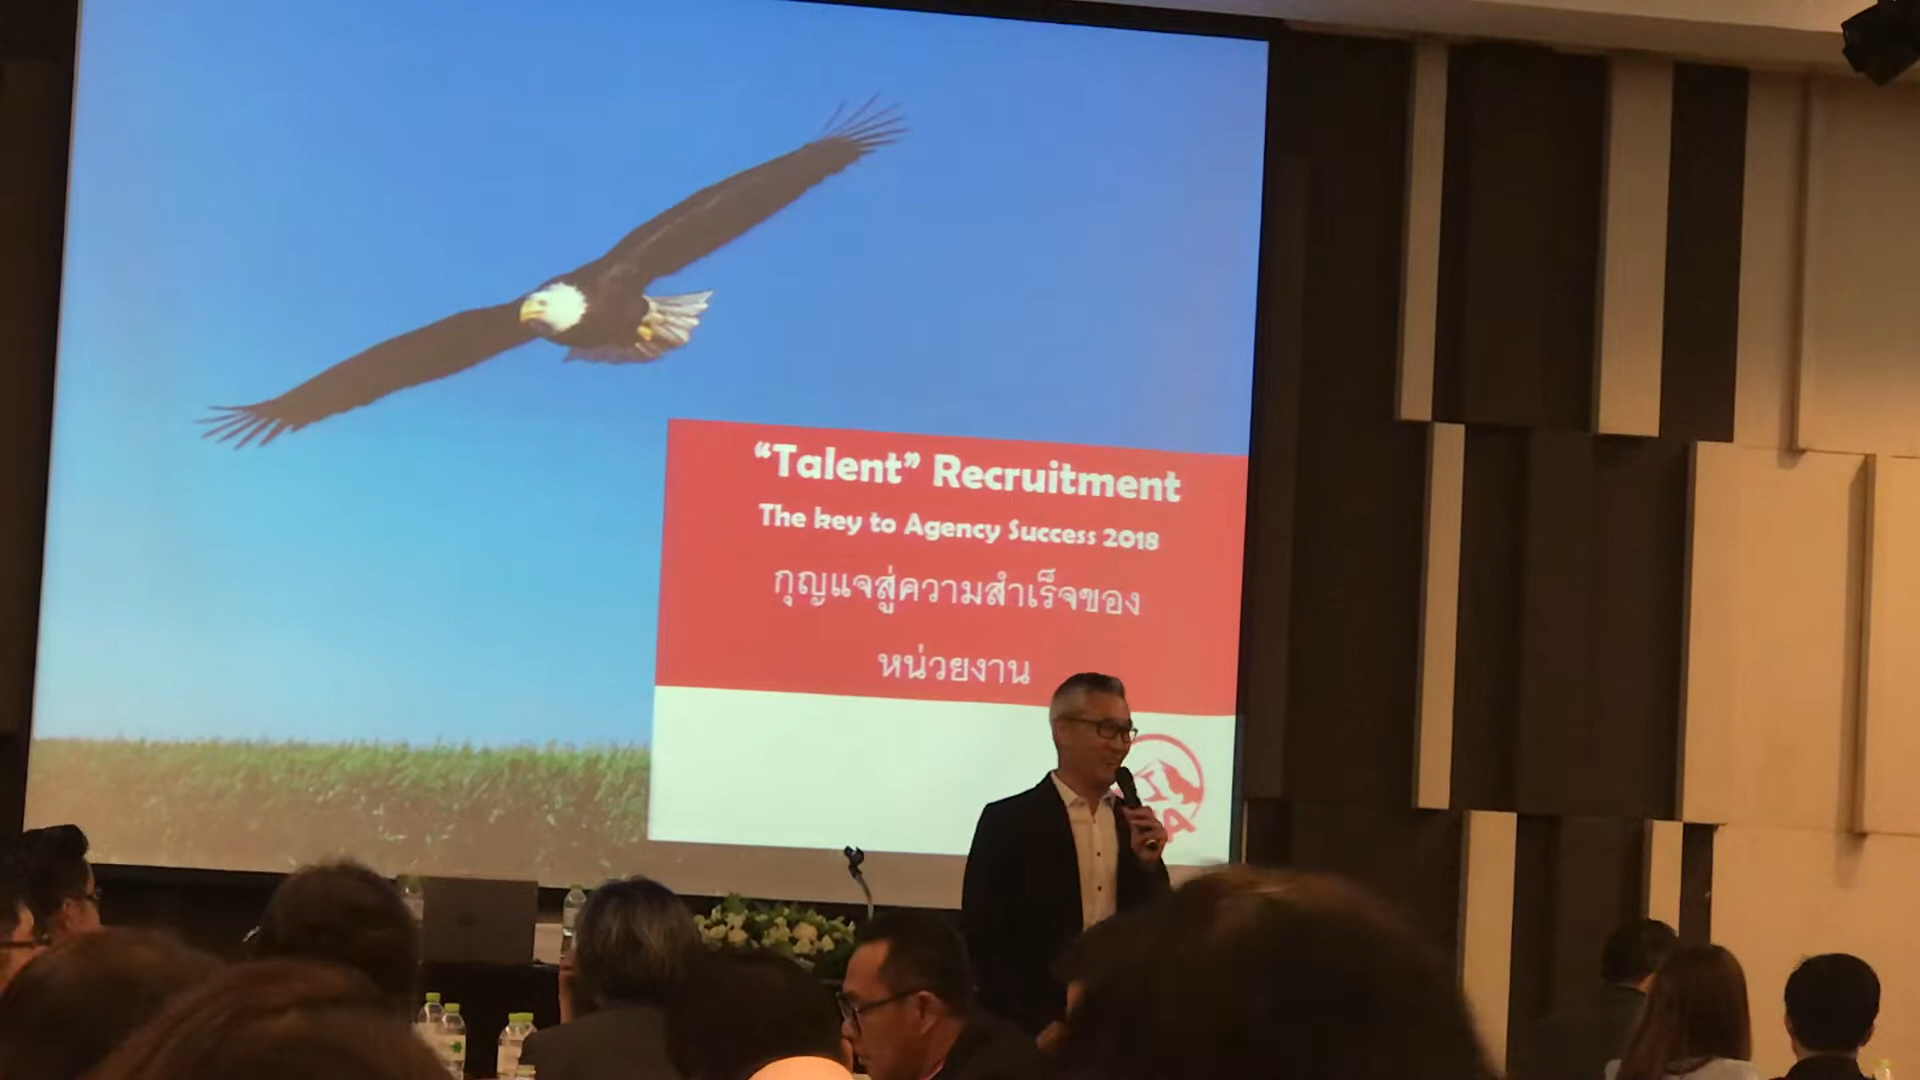 “Talent” Recruitment
The key to Agency Success 2018
กุญแจสู่ความสำเร็จของ
หน่วยงาน